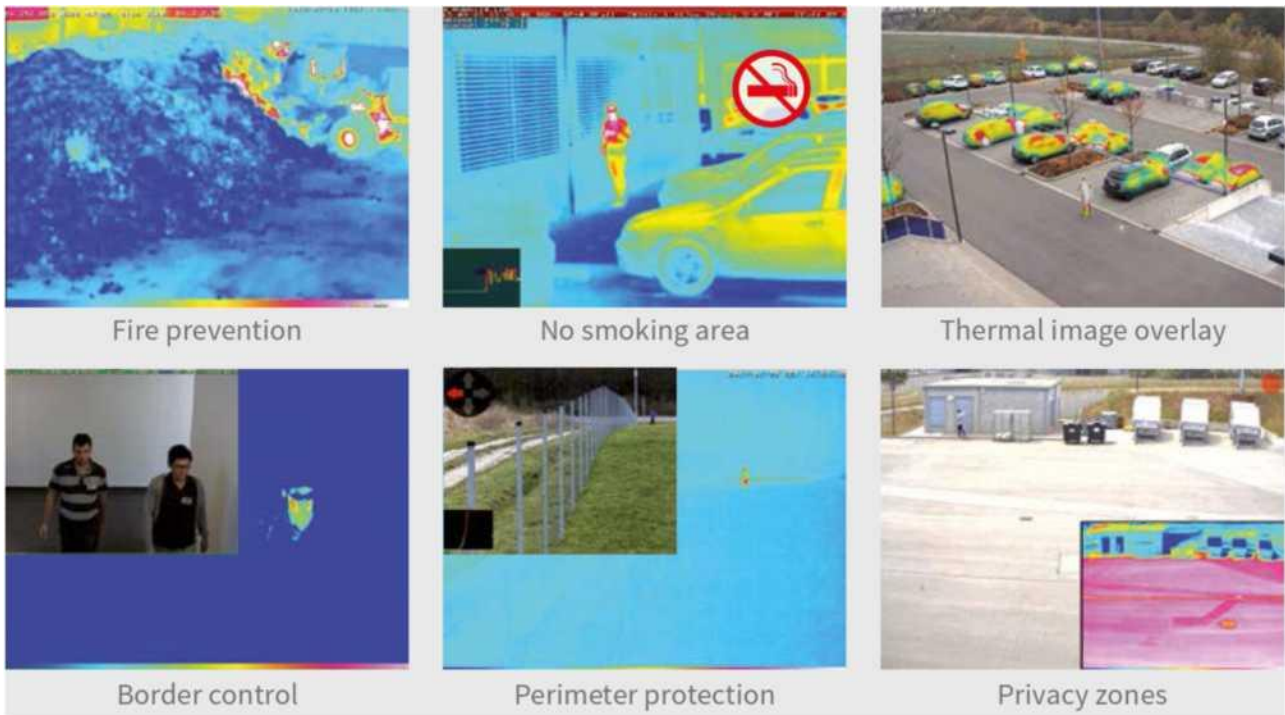 Fire prevention
No smoking area
Thermal image overlay
Border control
Perimeter protection
Privacy zones